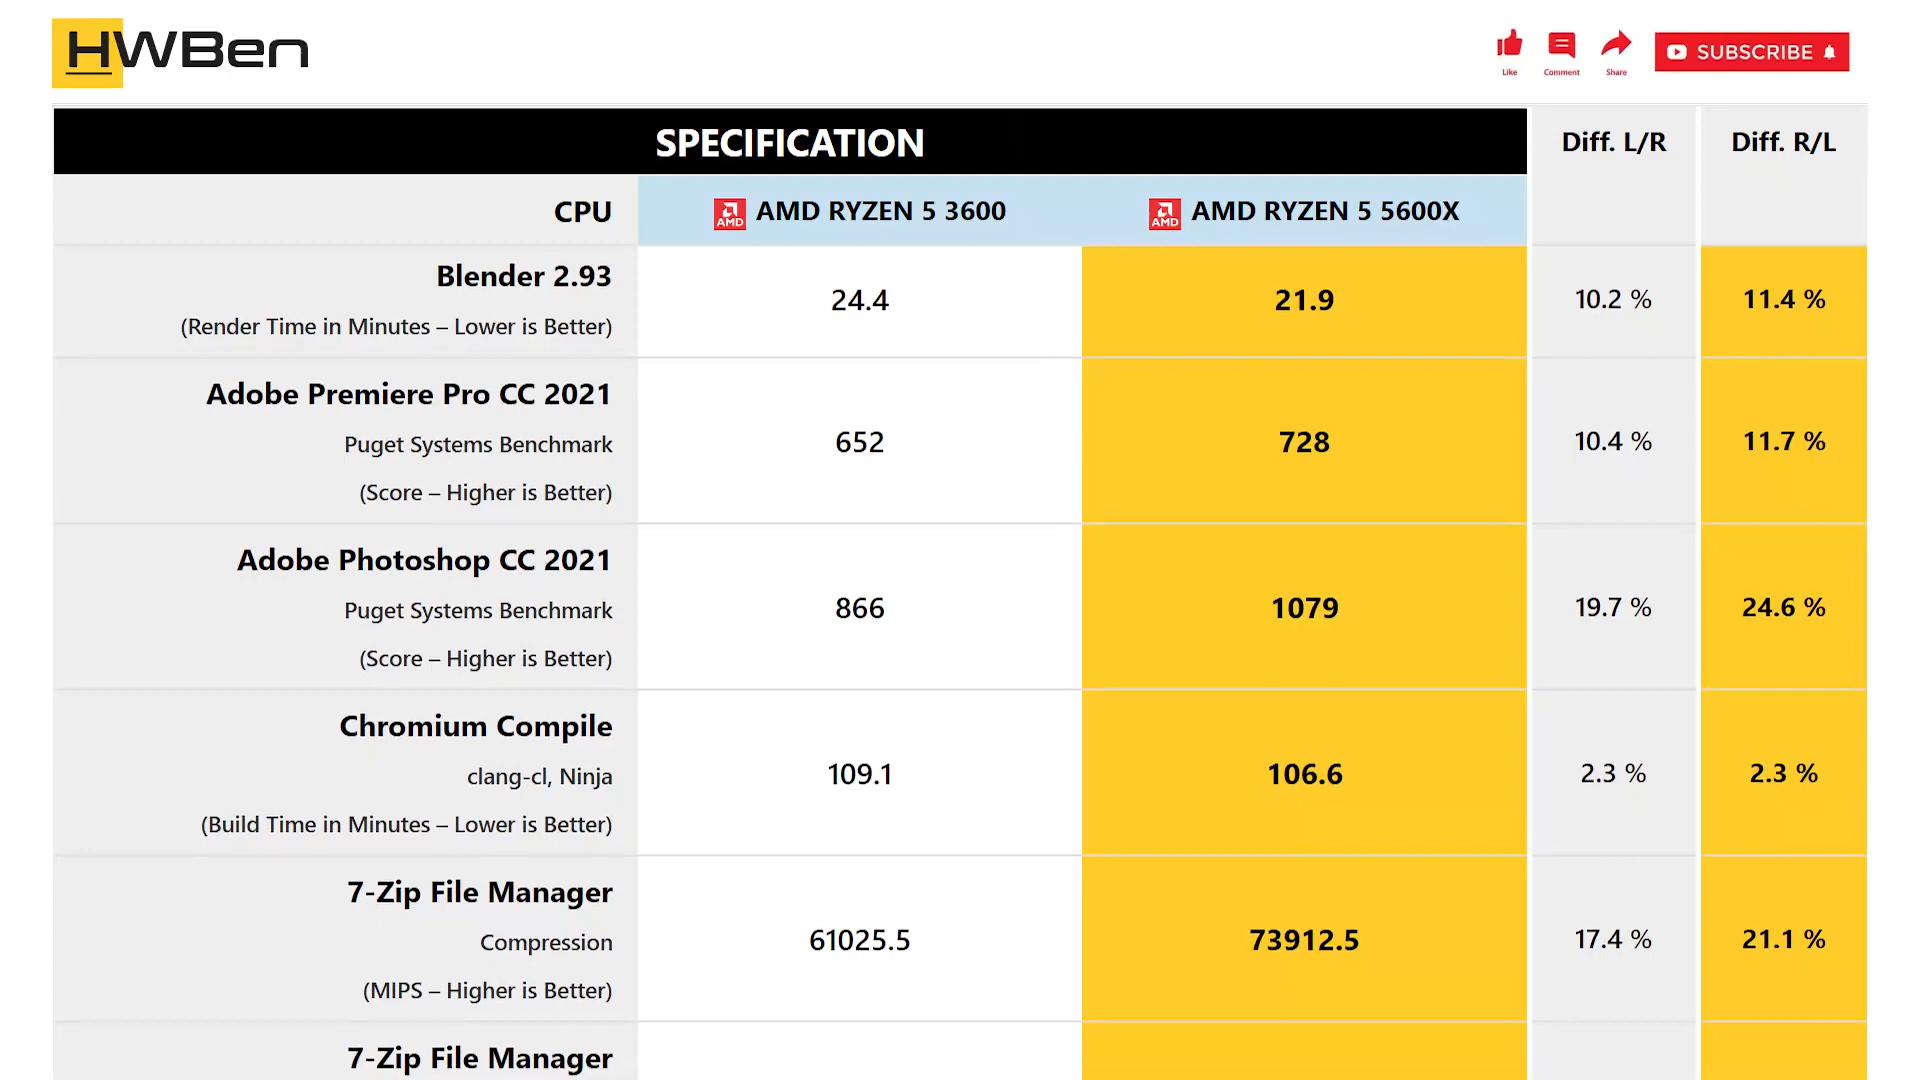 HWBen
Like
Comment
Share
SUBSCRIBE
SPECIFICATION
Diff. L/R
Diff. R/L
CPU
AMD AMD RYZEN 5 3600
AMD AMD RYZEN 5 5600X
Blender 2.93
(Render Time in Minutes – Lower is Better)
24.4
21.9
10.2 %
11.4 %
Adobe Premiere Pro CC 2021
Puget Systems Benchmark
(Score – Higher is Better)
652
728
10.4 %
11.7 %
Adobe Photoshop CC 2021
Puget Systems Benchmark
(Score – Higher is Better)
866
1079
19.7 %
24.6 %
Chromium Compile
clang-cl, Ninja
(Build Time in Minutes – Lower is Better)
109.1
106.6
2.3 %
2.3 %
7-Zip File Manager
Compression
(MIPS – Higher is Better)
61025.5
73912.5
17.4 %
21.1 %
7-Zip File Manager